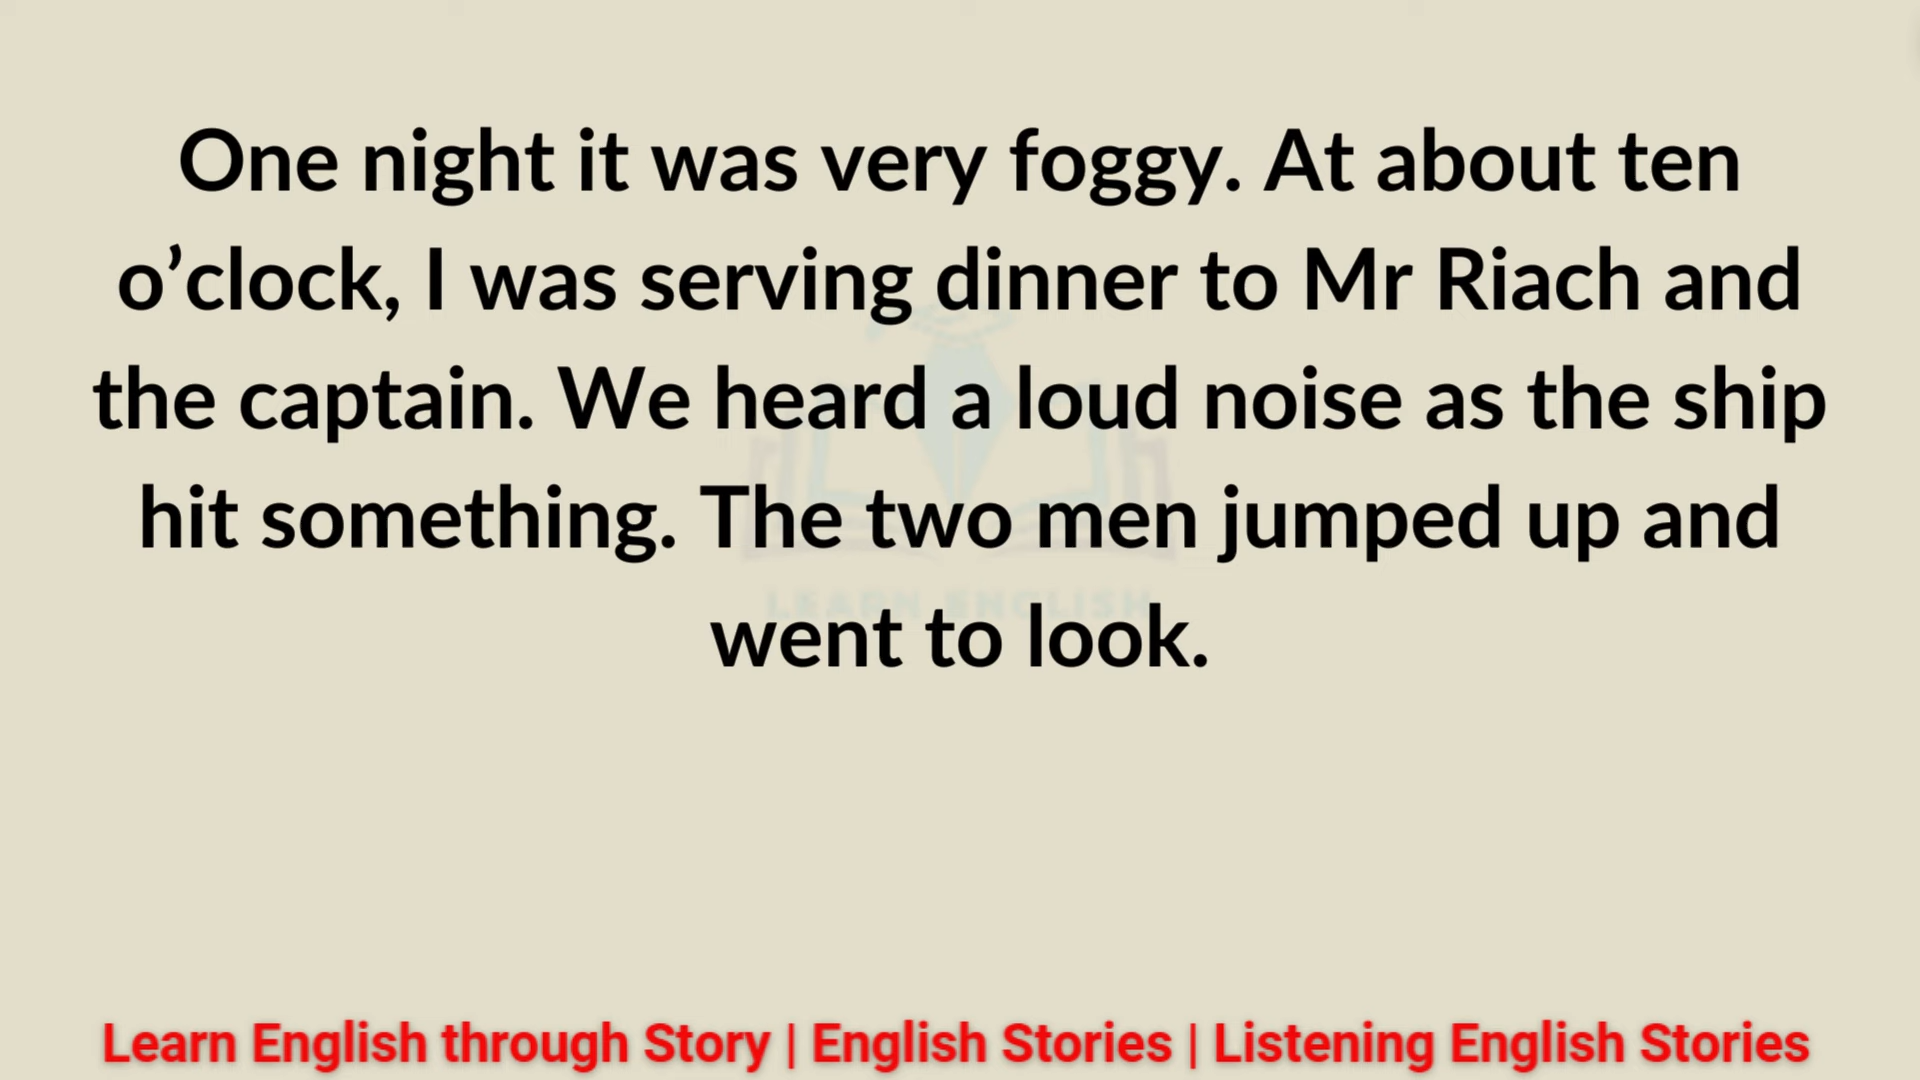 One night it was very foggy. At about ten
o’clock, I was serving dinner to Mr Riach and
the captain. We heard a loud noise as the ship
hit something. The two men jumped up and
went to look.
LEARN ENGLISH
Learn English through Story | English Stories | Listening English Stories